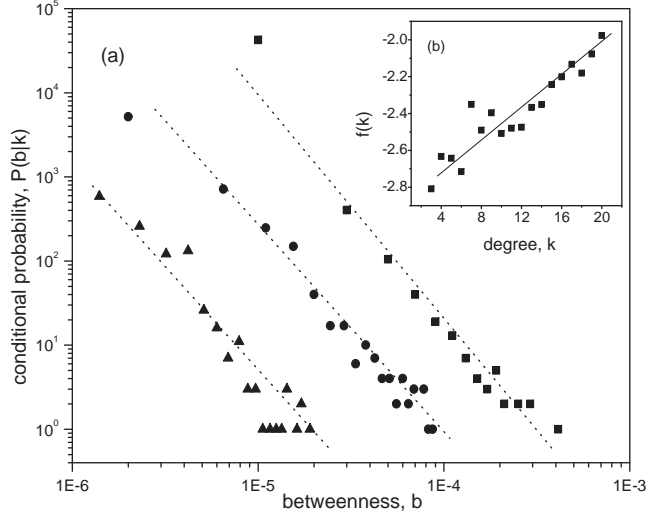 (a)
conditional probability, P(b|k)
10^5
10^4
10^3
10^2
10^1
10^0
1E-6
1E-5
1E-4
1E-3
betweenness, b
(b)
f(k)
-2.0
-2.2
-2.4
-2.6
-2.8
4
8
12
16
20
degree, k